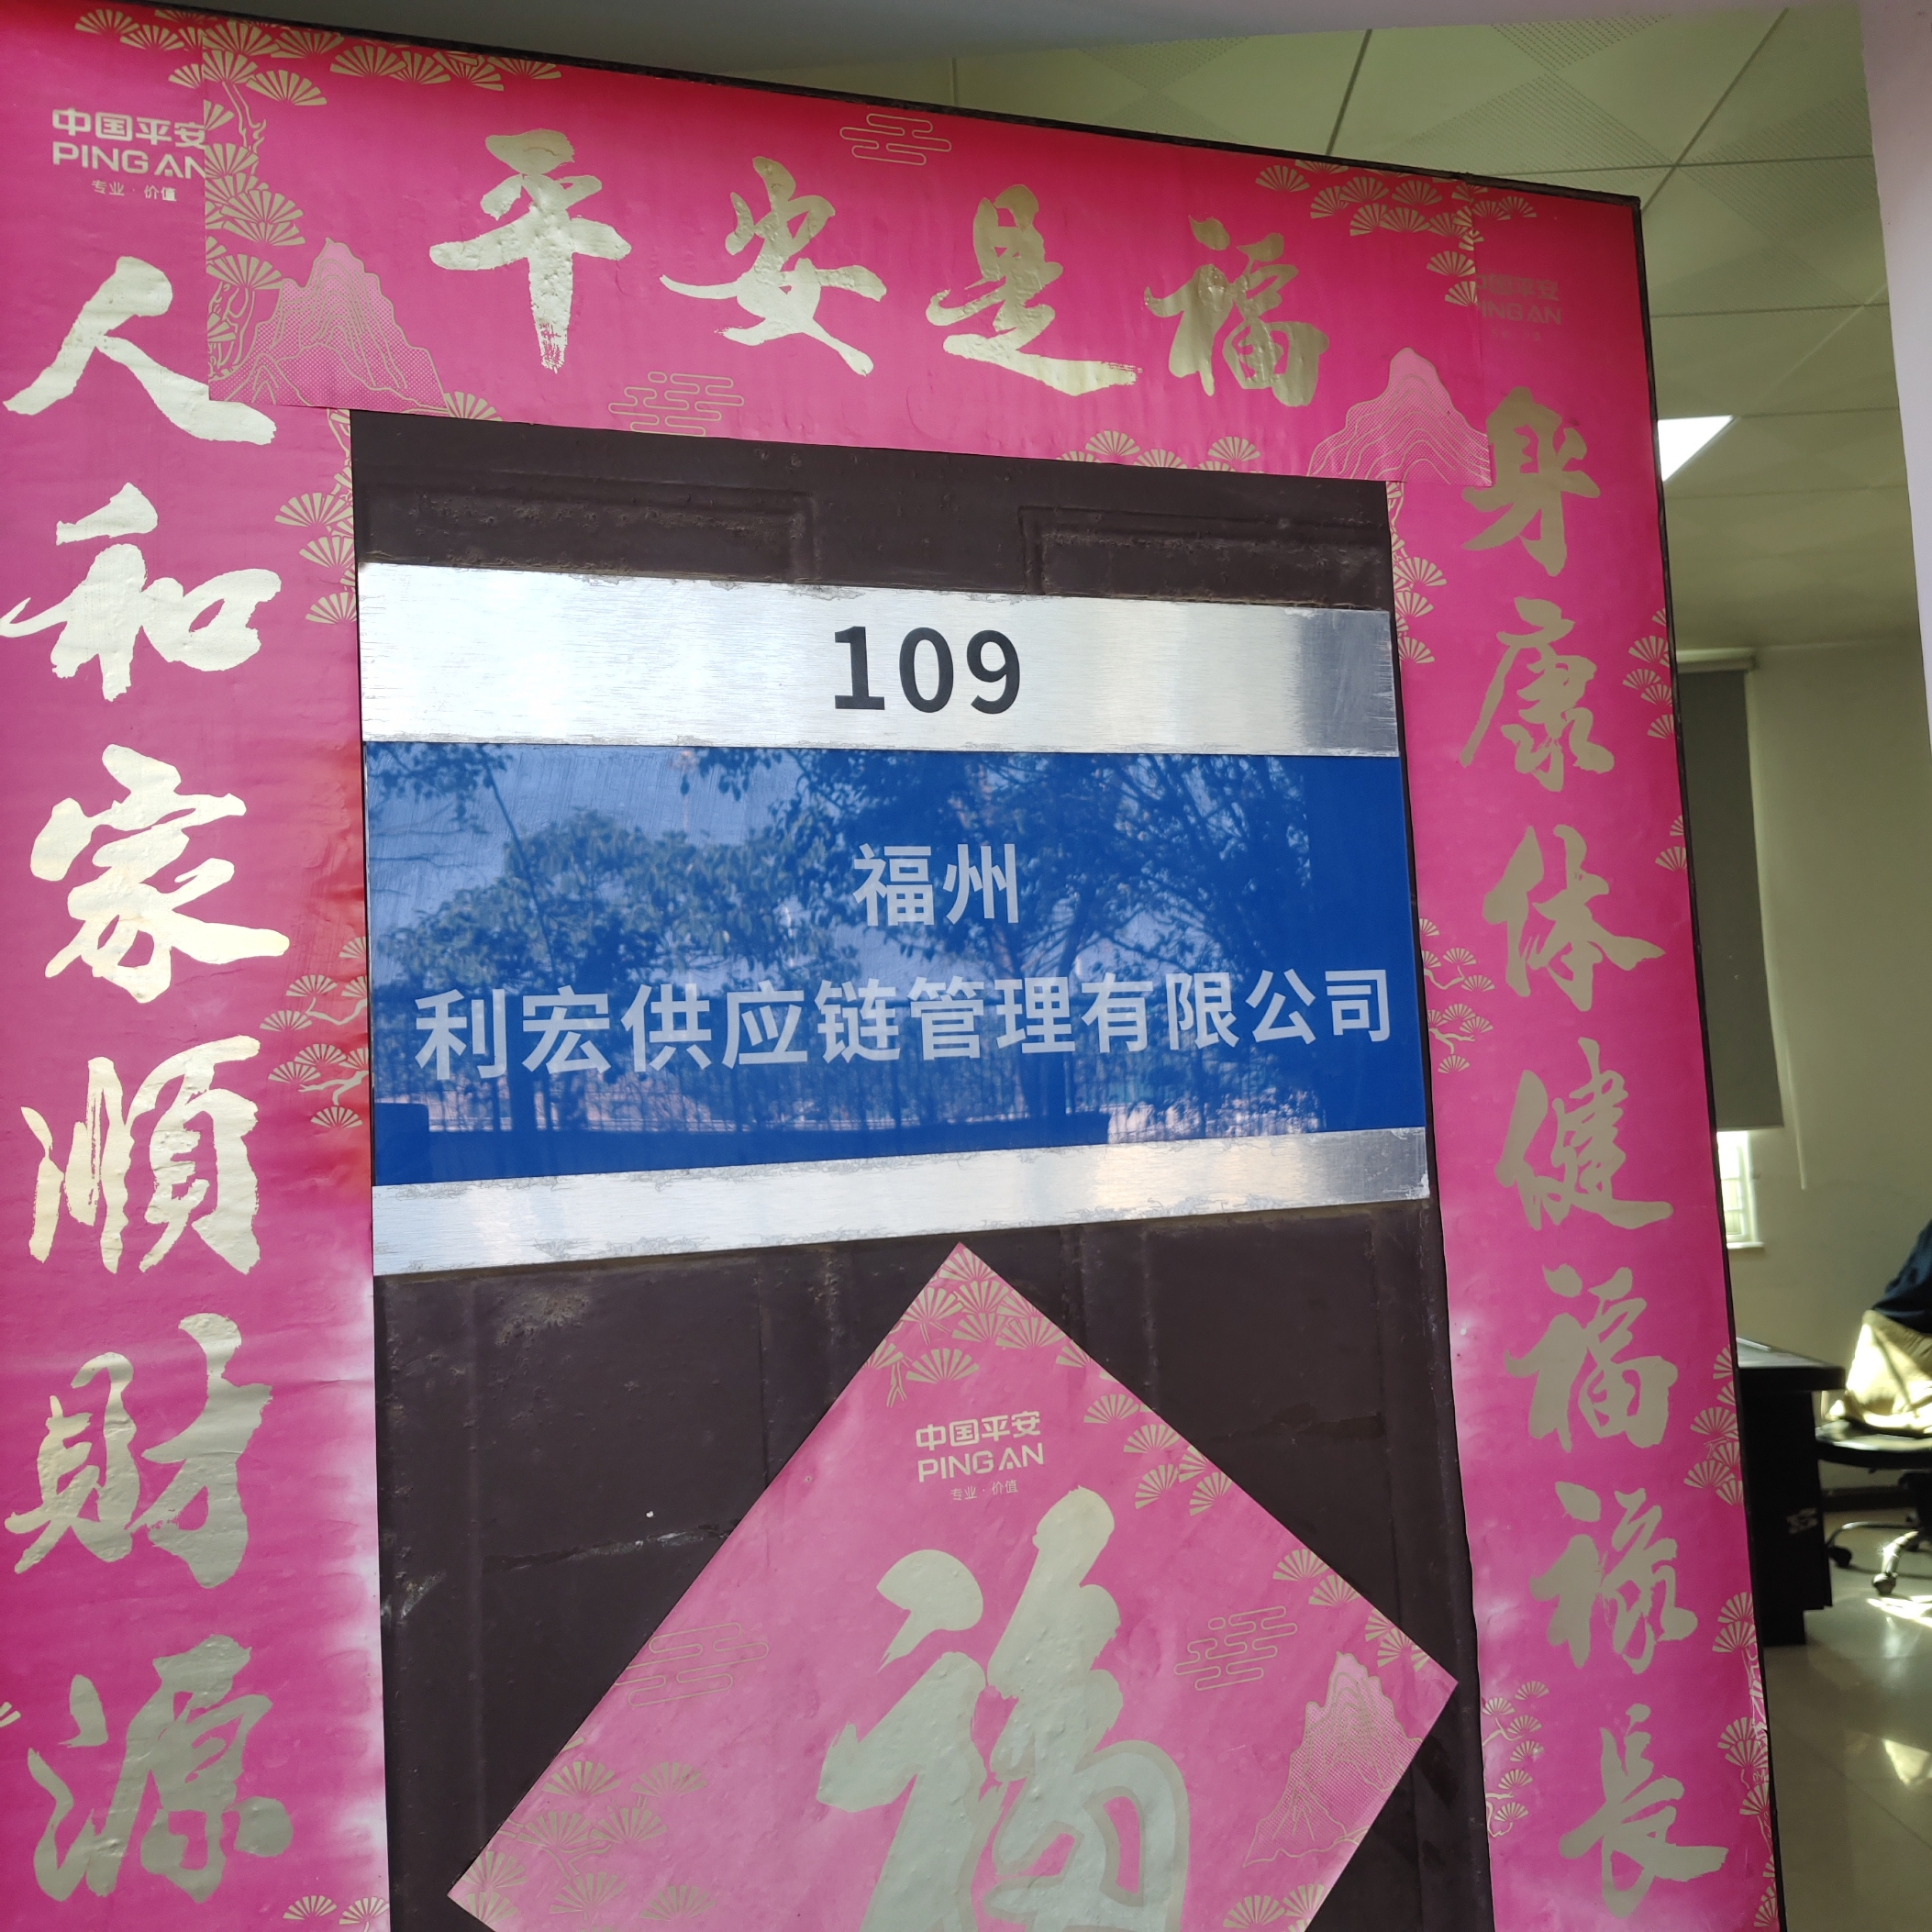 中国平安
PING AN
专业·价值
平安是福
中国平安
PING AN
人和家顺财源
身康体健福禄长
109
福州
利宏供应链管理有限公司
中国平安
PING AN
专业·价值
福